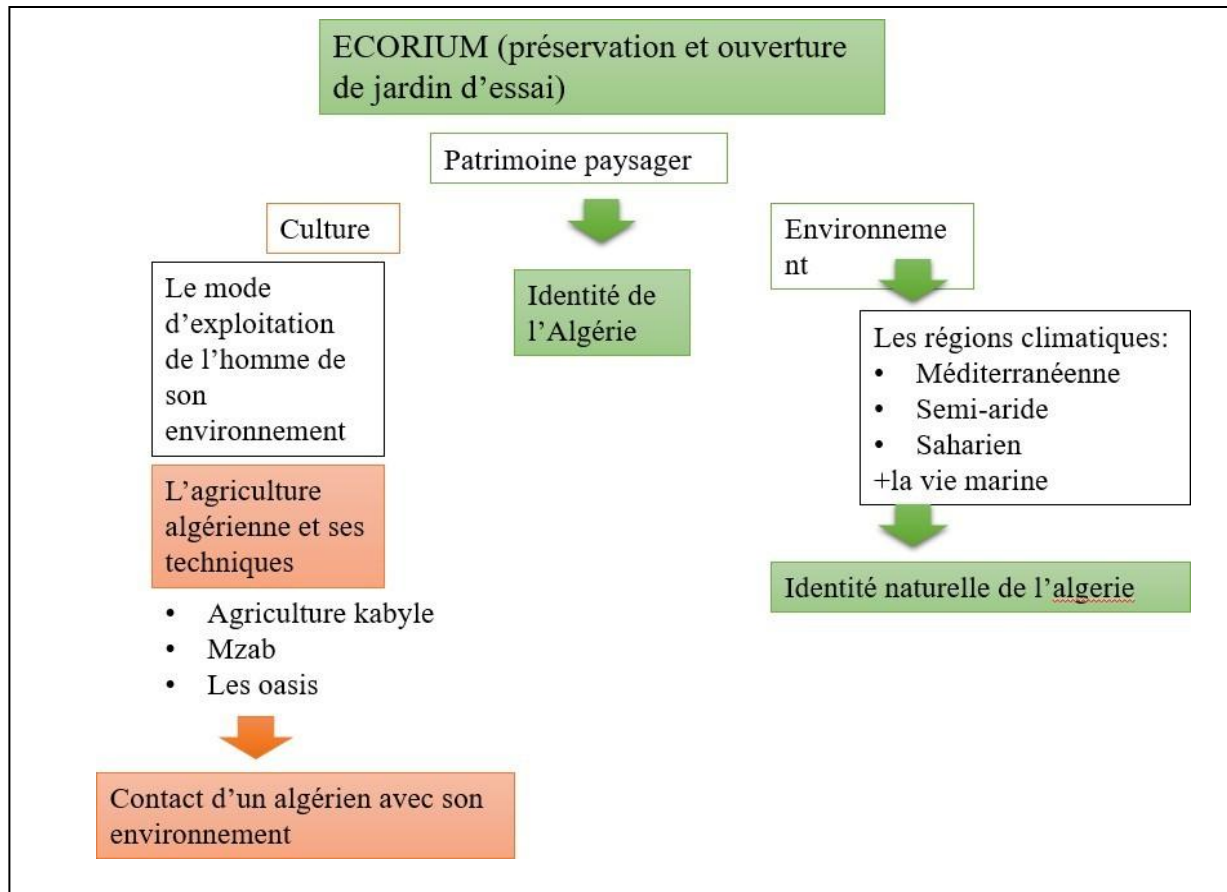 ECORIUM (préservation et ouverture
de jardin d’essai)
Patrimoine paysager
Culture
Le mode
d’exploitation
de l’homme de
son
environnement
L’agriculture
algérienne et ses
techniques
• Agriculture kabyle
• Mzab
• Les oasis
Contact d’un algérien avec son
environnement
Identité de
l’Algérie
Environneme
nt
Les régions climatiques:
• Méditerranéenne
• Semi-aride
• Saharien
+la vie marine
Identité naturelle de l’algerie